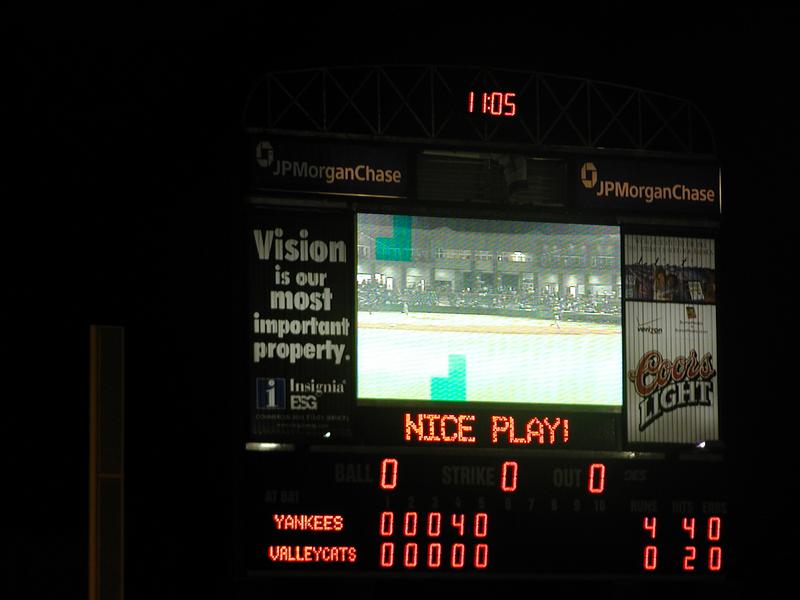 11:05
JPMorganChase
JPMorganChase
Vision
is our
most
important
property.
i Insignia
ESG
verizon
Coors
LIGHT
NICE PLAY!
BALL 0 STRIKE 0 OUT 0
AT BAT 1 2 3 4 5 6 7 8 9 10 RUNS HITS ERRS
YANKEES 0 0 0 4 0 4 4 0
VALLEYCATS 0 0 0 0 0 0 2 0